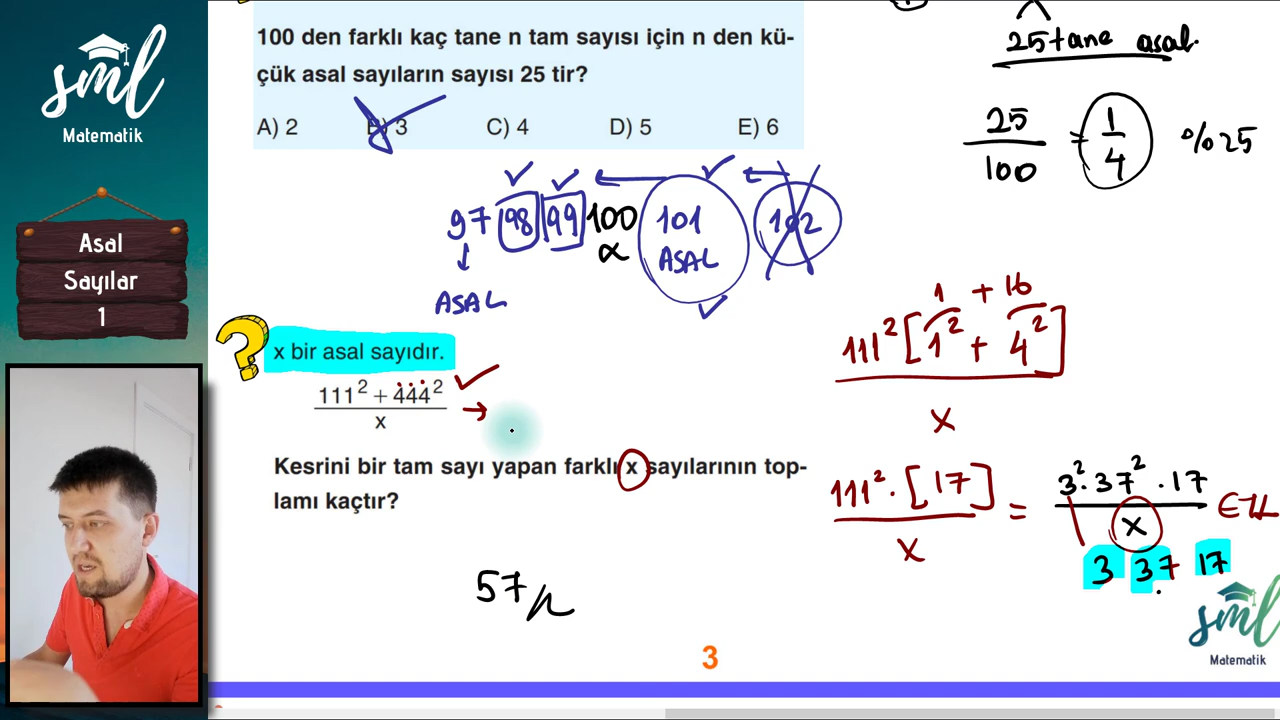 sml
Matematik
Asal
Sayılar
1
100 den farklı kaç tane n tam sayısı için n den kü-
çük asal sayıların sayısı 25 tir?
A) 2 B) 3 C) 4 D) 5 E) 6
97 98 99 100 101 102
α
ASAL
ASAL
25 tane asal.
25/100 = 1/4 %25
x bir asal sayıdır.
111² + 444²
x
Kesrini bir tam sayı yapan farklı x sayılarının top-
lamı kaçtır?
57
1 + 16
111² [1² + 4²]
x
111² · [17]
x
= 3² · 37² · 17
x
∈ Z
3 37 17
sml
Matematik
3